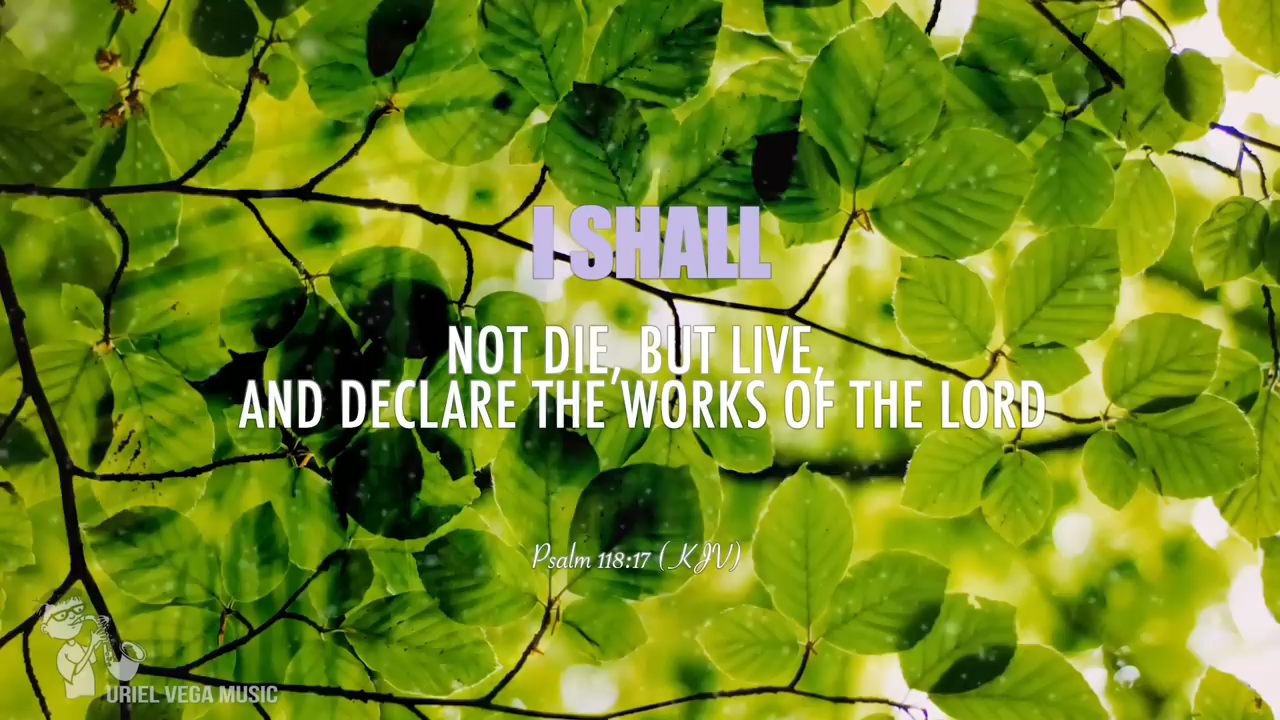 I SHALL
NOT DIE, BUT LIVE,
AND DECLARE THE WORKS OF THE LORD
Psalm 118:17 (KJV)
URIEL VEGA MUSIC